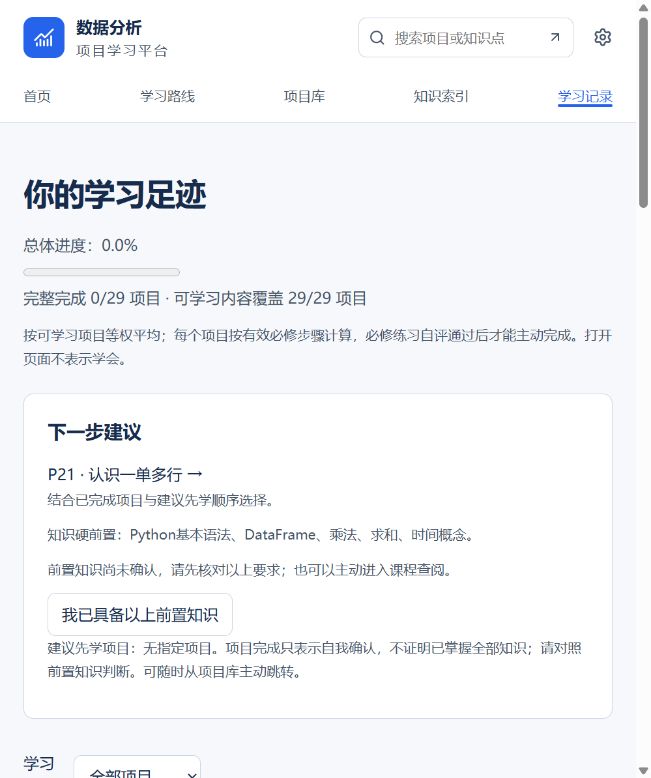 数据分析
项目学习平台
搜索项目或知识点
首页
学习路线
项目库
知识索引
学习记录
你的学习足迹
总体进度：0.0%
完整完成 0/29 项目 · 可学习内容覆盖 29/29 项目
按可学习项目等权平均；每个项目按有效必修步骤计算，必修练习自评通过后才能主动完成。打开
页面不表示学会。
下一步建议
P21 · 认识一单多行 →
结合已完成项目与建议先学顺序选择。
知识硬前置：Python基本语法、DataFrame、乘法、求和、时间概念。
前置知识尚未确认，请先核对以上要求；也可以主动进入课程查阅。
我已具备以上前置知识
建议先学项目：无指定项目。项目完成只表示自我确认，不证明已掌握全部知识；请对照
前置知识判断。可随时从项目库主动跳转。
学习
全部项目